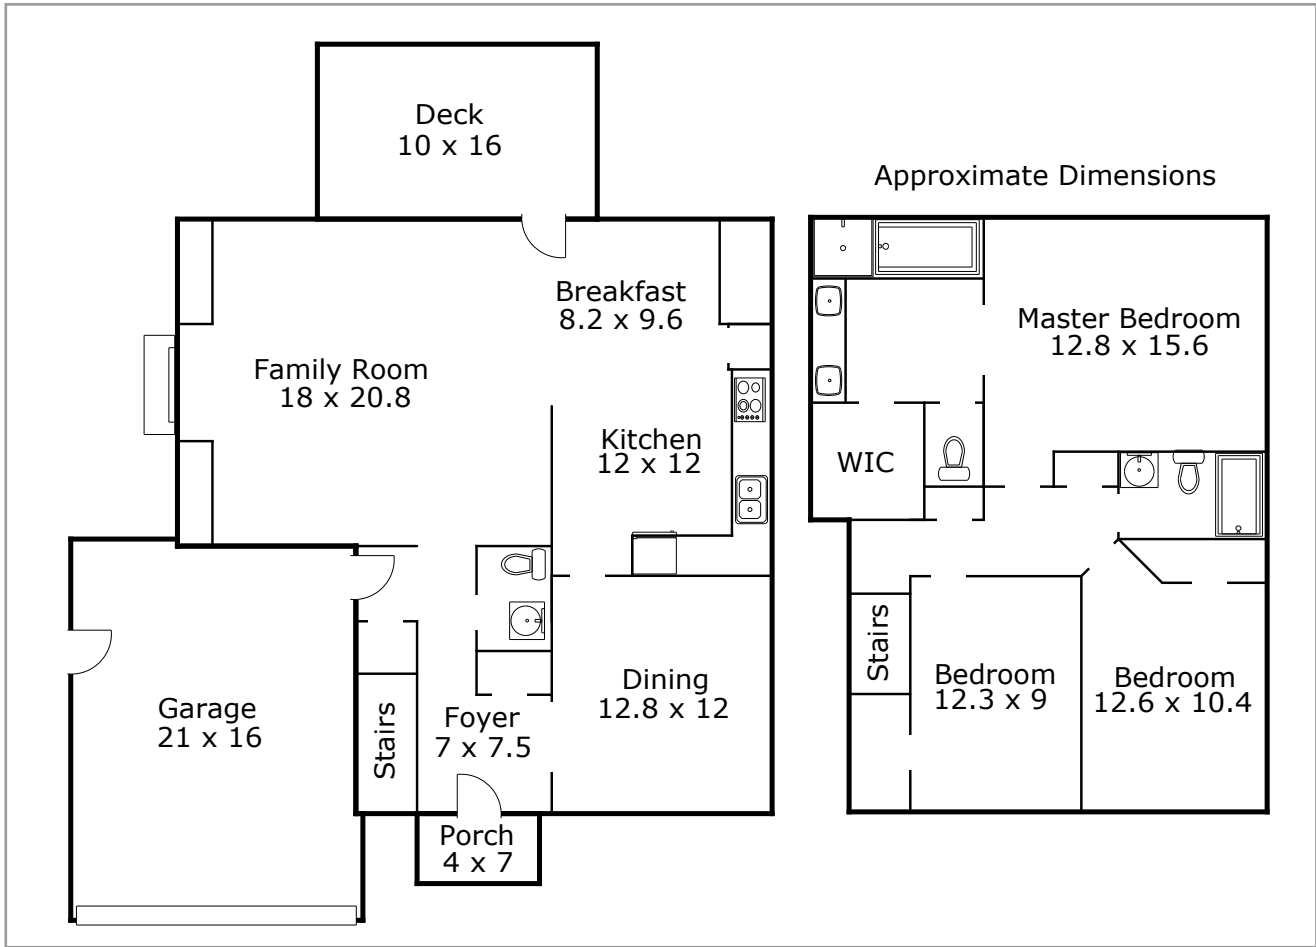 Deck
10 x 16
Approximate Dimensions
Breakfast
8.2 x 9.6
Family Room
18 x 20.8
Kitchen
12 x 12
Master Bedroom
12.8 x 15.6
WIC
Garage
21 x 16
Stairs
Foyer
7 x 7.5
Dining
12.8 x 12
Porch
4 x 7
Stairs
Bedroom
12.3 x 9
Bedroom
12.6 x 10.4